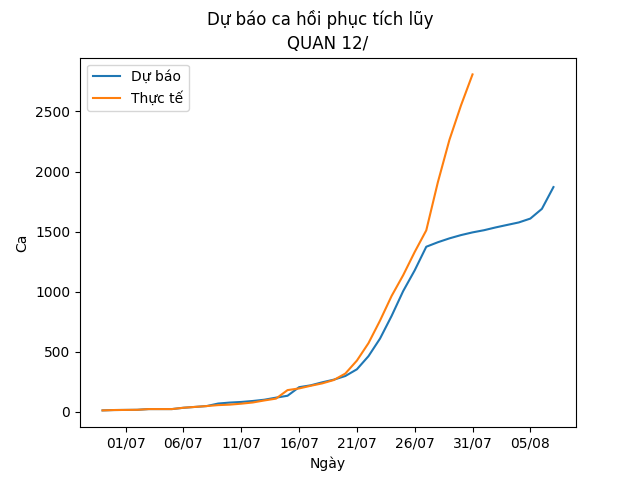 Dự báo ca hồi phục tích lũy
QUAN 12/
Dự báo
Thực tế
2500
2000
1500
1000
500
0
Ca
01/07 06/07 11/07 16/07 21/07 26/07 31/07 05/08
Ngày